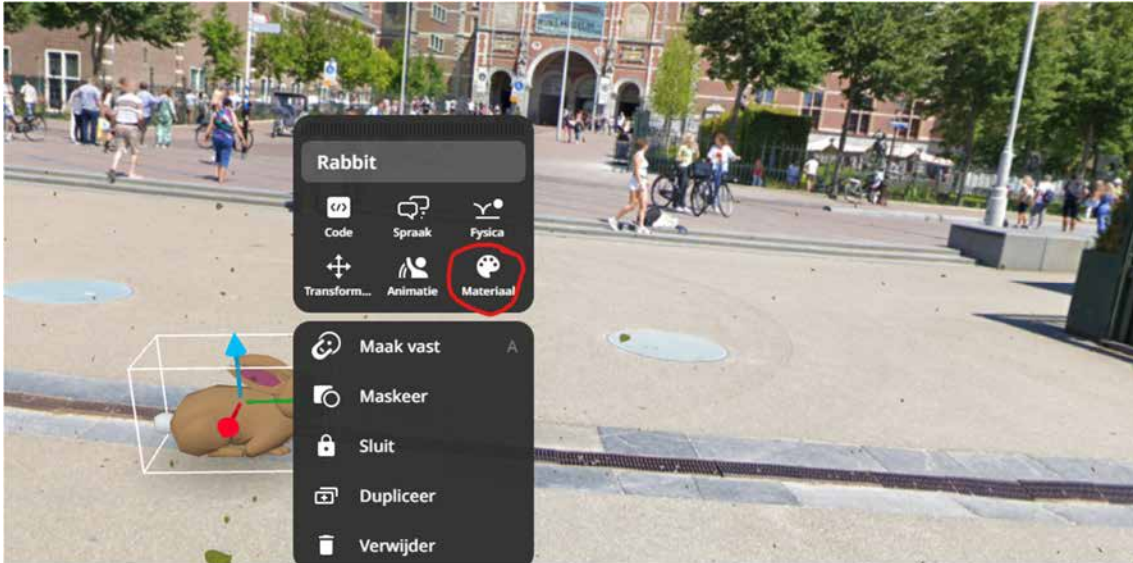 Rabbit
Code Spraak Fysica
Transform... Animatie Materiaal
Maak vast A
Maskeer
Sluit
Dupliceer
Verwijder